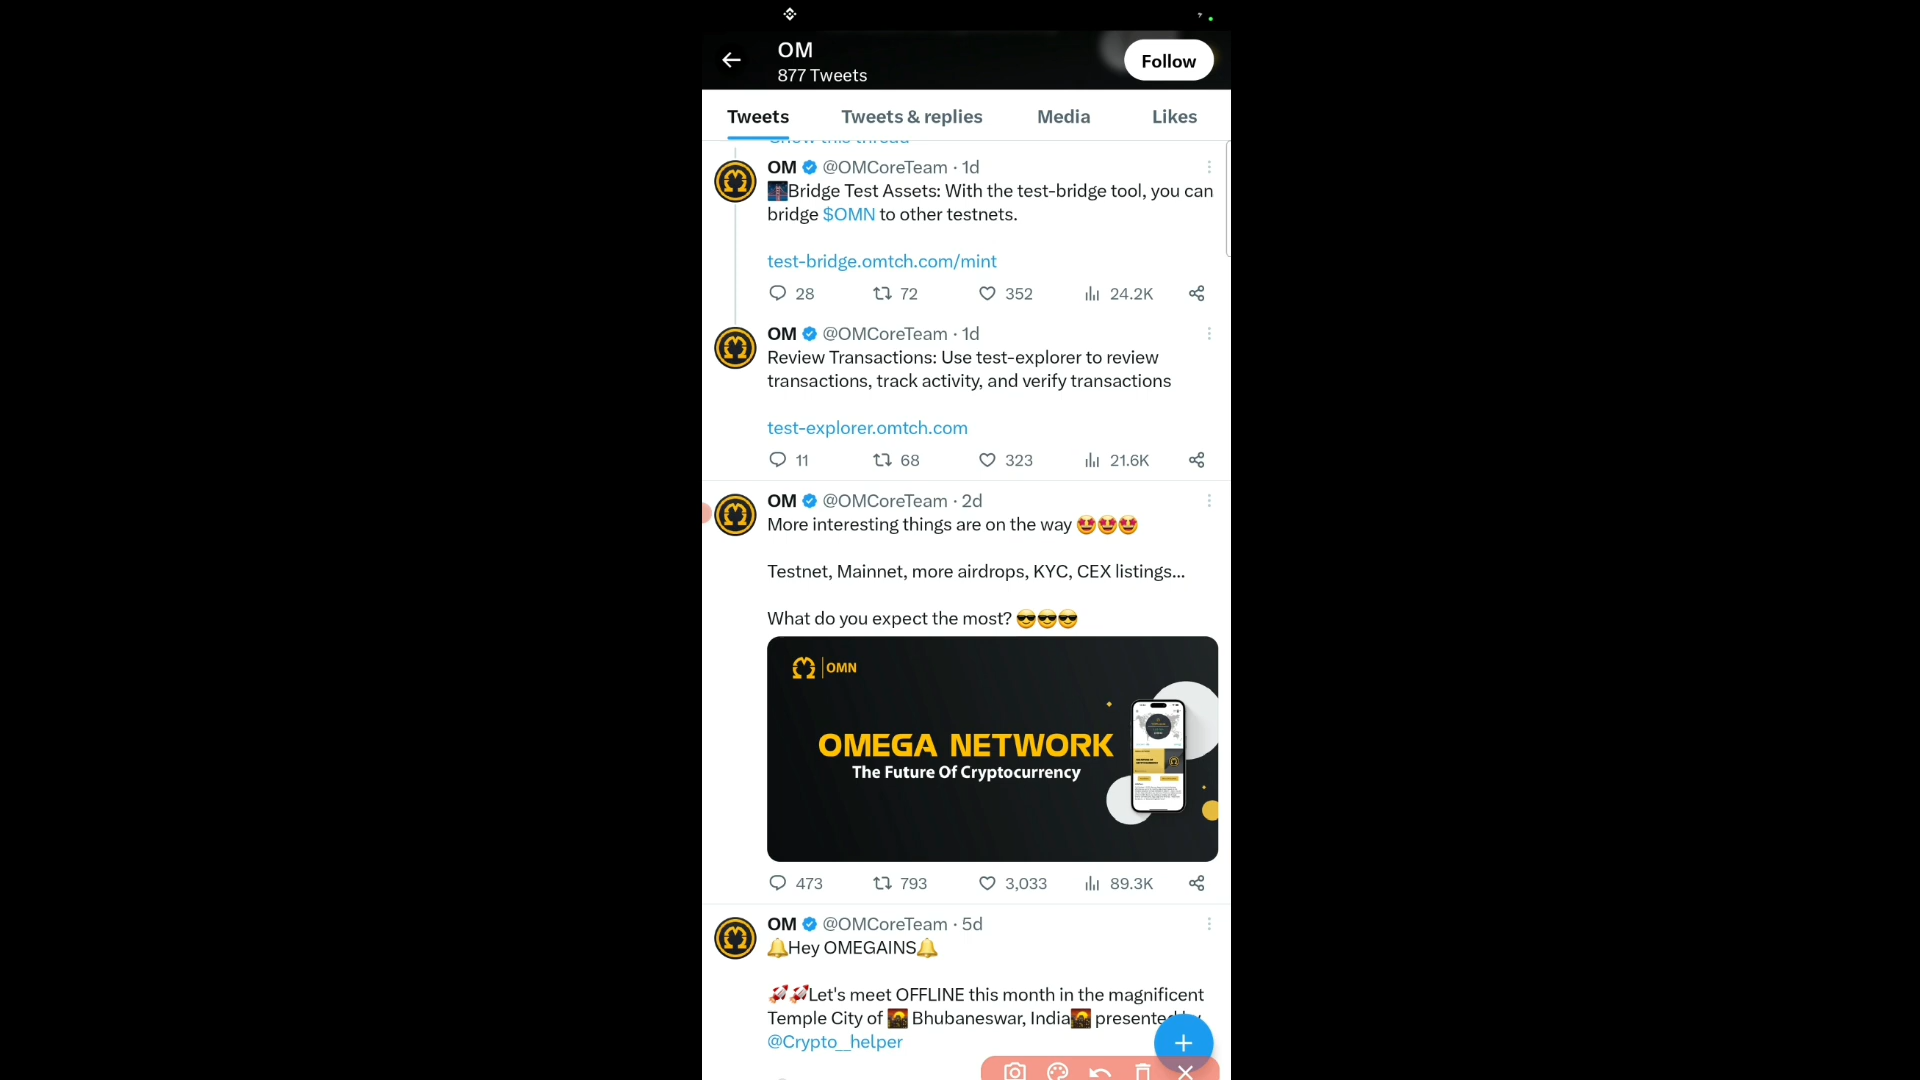 OM
877 Tweets
Follow
Tweets
Tweets & replies
Media
Likes
Show this thread
OM @OMCoreTeam · 1d
🌉Bridge Test Assets: With the test-bridge tool, you can
bridge $OMN to other testnets.
test-bridge.omtch.com/mint
28 72 352 24.2K
OM @OMCoreTeam · 1d
Review Transactions: Use test-explorer to review
transactions, track activity, and verify transactions
test-explorer.omtch.com
11 68 323 21.6K
OM @OMCoreTeam · 2d
More interesting things are on the way 🤩🤩🤩
Testnet, Mainnet, more airdrops, KYC, CEX listings...
What do you expect the most? 😎😎😎
OMN
OMEGA NETWORK
The Future Of Cryptocurrency
473 793 3,033 89.3K
OM @OMCoreTeam · 5d
🔔Hey OMEGAINS🔔
🚀🚀Let's meet OFFLINE this month in the magnificent
Temple City of 🌇 Bhubaneswar, India🌇 presented by
@Crypto__helper